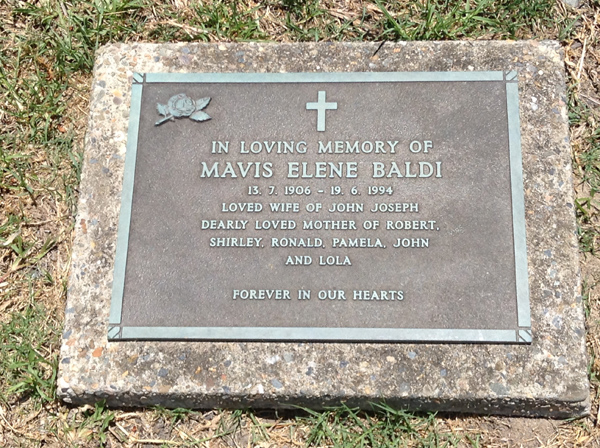 IN LOVING MEMORY OF
MAVIS ELENE BALDI
13. 7. 1906 - 19. 6. 1994
LOVED WIFE OF JOHN JOSEPH
DEARLY LOVED MOTHER OF ROBERT,
SHIRLEY, RONALD, PAMELA, JOHN
AND LOLA
FOREVER IN OUR HEARTS